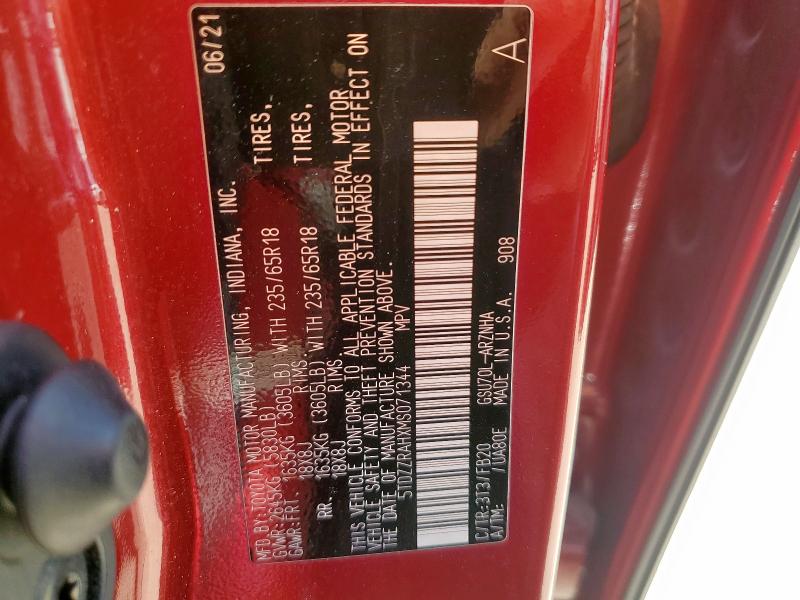 MFD.BY:TOYOTA MOTOR MANUFACTURING, INDIANA, INC. 06/21
GVWR:2645KG (5830LB)
GAWR:FRT 1635KG (3605LB) WITH 235/65R18 TIRES,
18X8J RIMS,
RR. 1635KG (3605LB) WITH 235/65R18 TIRES,
18X8J RIMS
THIS VEHICLE CONFORMS TO ALL APPLICABLE FEDERAL MOTOR
VEHICLE SAFETY AND THEFT PREVENTION STANDARDS IN EFFECT ON
THE DATE OF MANUFACTURE SHOWN ABOVE.
5TDZZRAHXMS071344 MPV
C/TR:3T3/FB20 GSU70L-ARZNHA A
A/TM: /UA80E MADE IN U.S.A. 908